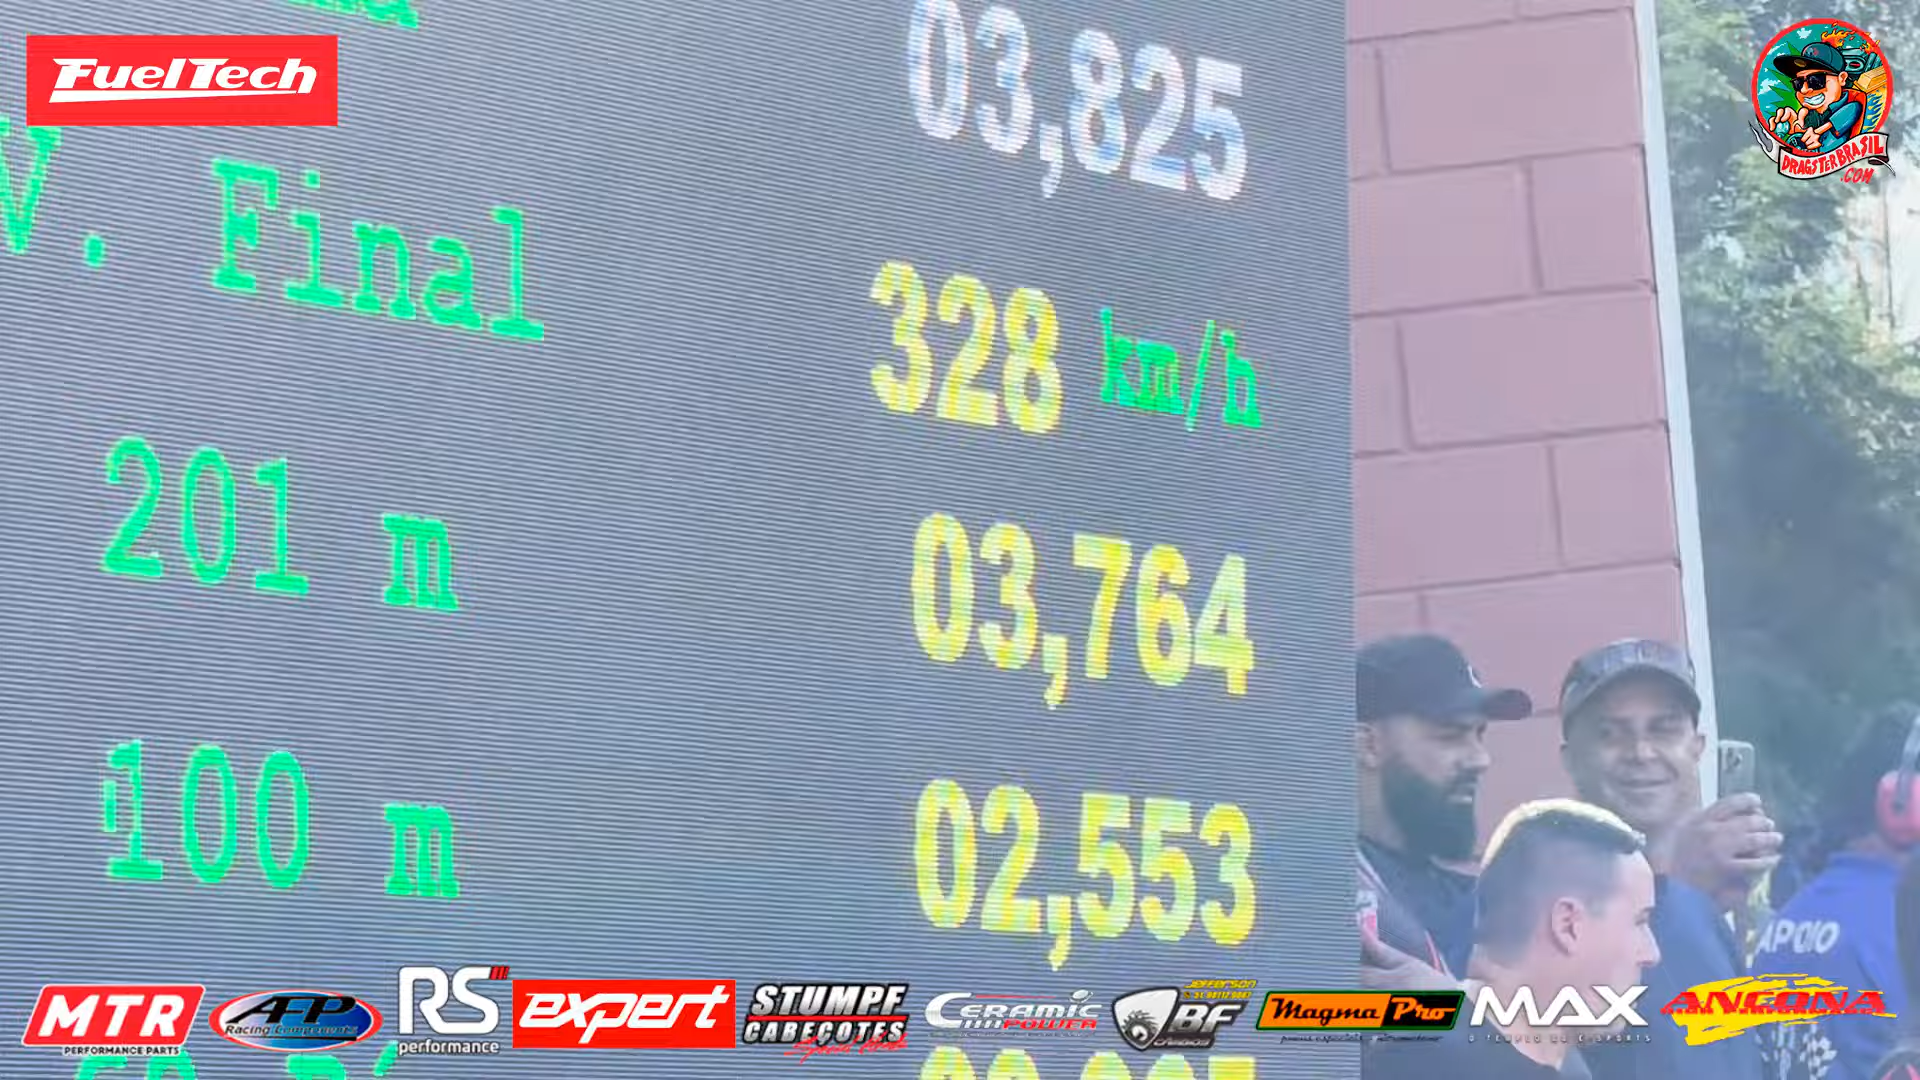 FuelTech
03,825
DRAGSTERBRASIL
.COM
V. Final 328 km/h
201 m 03,764
100 m 02,553
APOIO
MTR
PERFORMANCE PARTS
AFP
Racing Components
RS
performance
expert
STUMPF
CABEÇOTES
CERAMIC
POWER
JEFFERSON
BF
Magma Pro
MAX
ANCONA